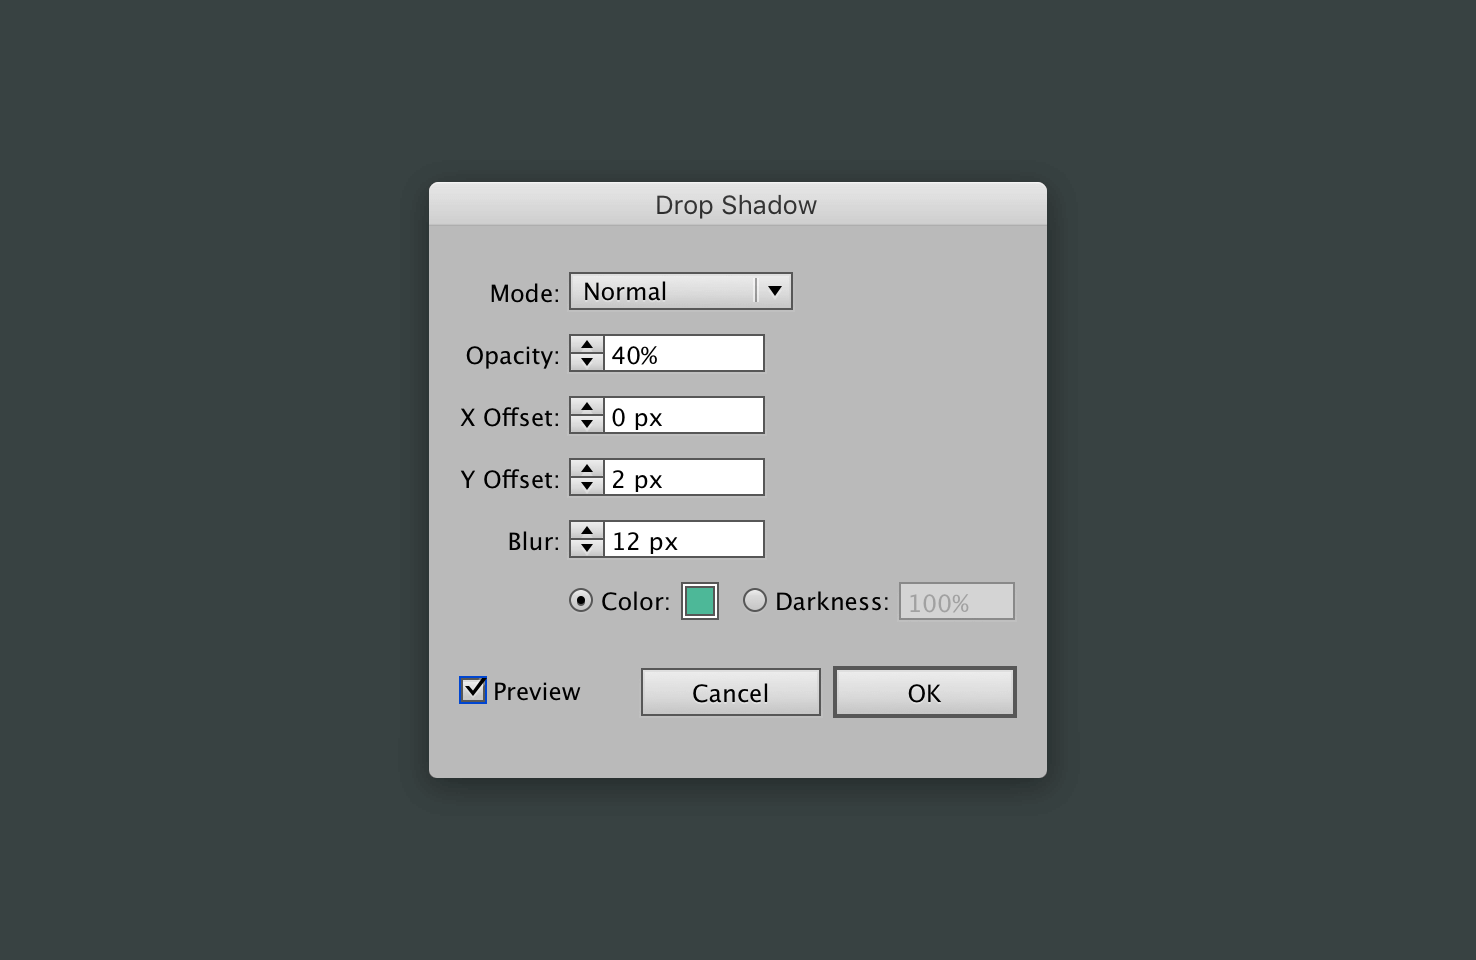 Drop Shadow
Mode: Normal
Opacity: 40%
X Offset: 0 px
Y Offset: 2 px
Blur: 12 px
Color: Darkness: 100%
Preview Cancel OK